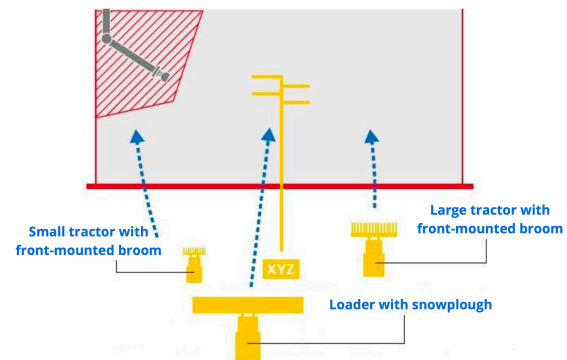 Small tractor with
front-mounted broom
Large tractor with
front-mounted broom
XYZ
Loader with snowplough